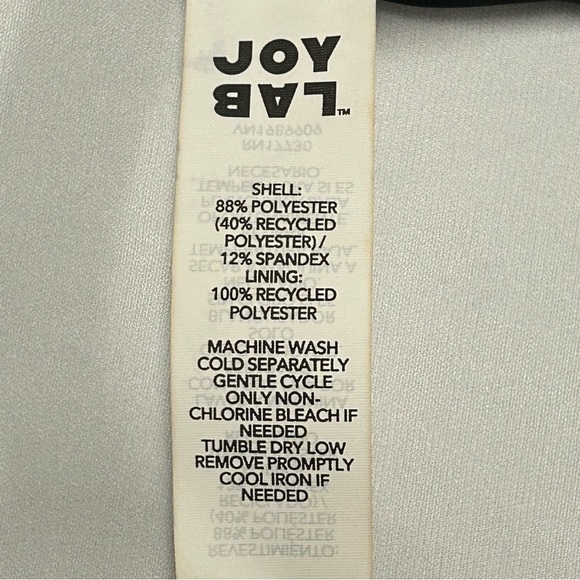 JOY
LAB™
SHELL:
88% POLYESTER
(40% RECYCLED
POLYESTER) /
12% SPANDEX
LINING:
100% RECYCLED
POLYESTER
MACHINE WASH
COLD SEPARATELY
GENTLE CYCLE
ONLY NON-
CHLORINE BLEACH IF
NEEDED
TUMBLE DRY LOW
REMOVE PROMPTLY
COOL IRON IF
NEEDED